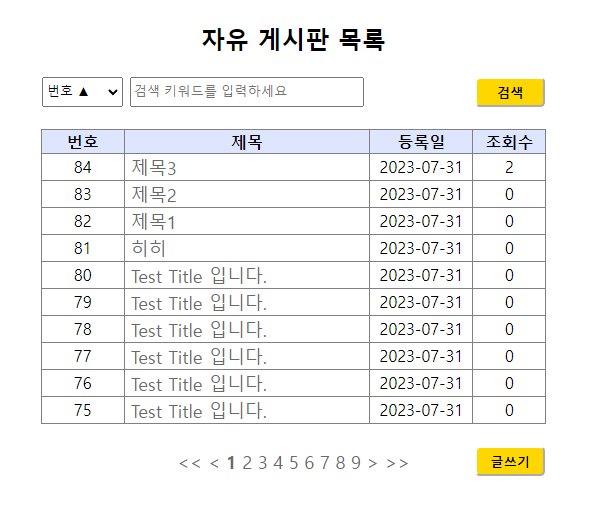 자유 게시판 목록
번호 ▲ 검색 키워드를 입력하세요 검색
번호 제목 등록일 조회수
84 제목3 2023-07-31 2
83 제목2 2023-07-31 0
82 제목1 2023-07-31 0
81 히히 2023-07-31 0
80 Test Title 입니다. 2023-07-31 0
79 Test Title 입니다. 2023-07-31 0
78 Test Title 입니다. 2023-07-31 0
77 Test Title 입니다. 2023-07-31 0
76 Test Title 입니다. 2023-07-31 0
75 Test Title 입니다. 2023-07-31 0
<< < 1 2 3 4 5 6 7 8 9 > >> 글쓰기